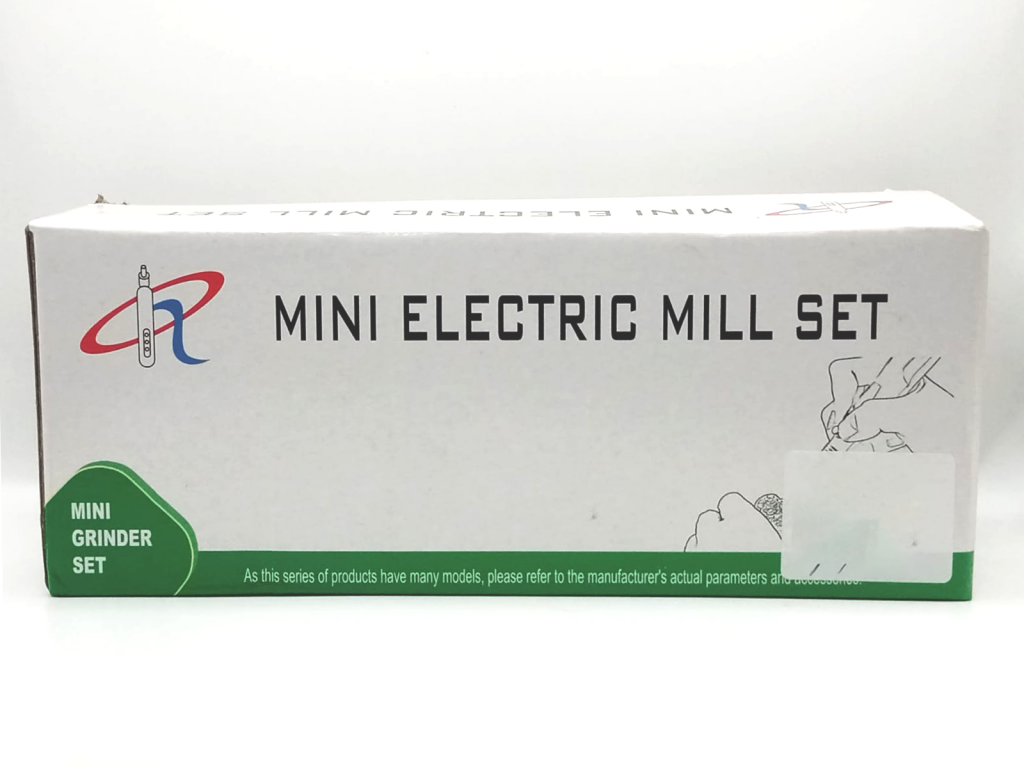 MINI ELECTRIC MILL SET
MINI ELECTRIC MILL SET
MINI
GRINDER
SET
As this series of products have many models, please refer to the manufacturer's actual parameters and accessories.